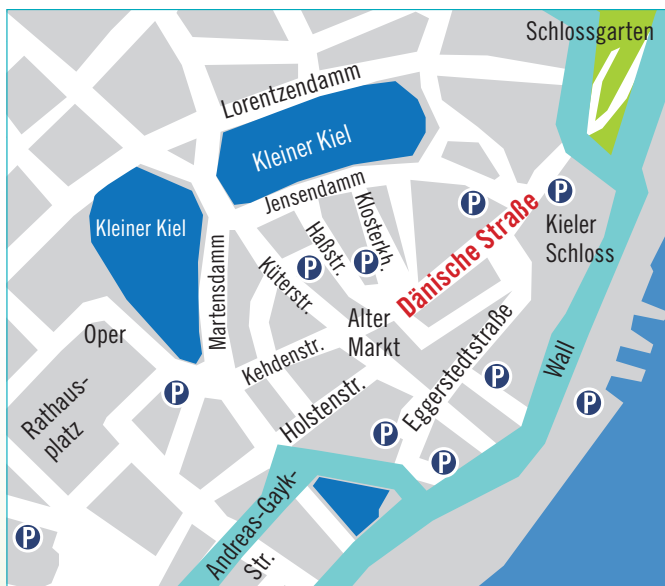 Schlossgarten
Lorentzendamm
Kleiner Kiel
Jensendamm
P
P
Kleiner Kiel
Klosterkh.
Haßstr.
Dänische Straße
Kieler
Schloss
Martensdamm
Küterstr.
P
P
Oper
Alter
Markt
Kehdenstr.
Eggerstedtstraße
Wall
Rathaus-
platz
P
Holstenstr.
P
P
P
P
Andreas-Gayk-
Str.
P